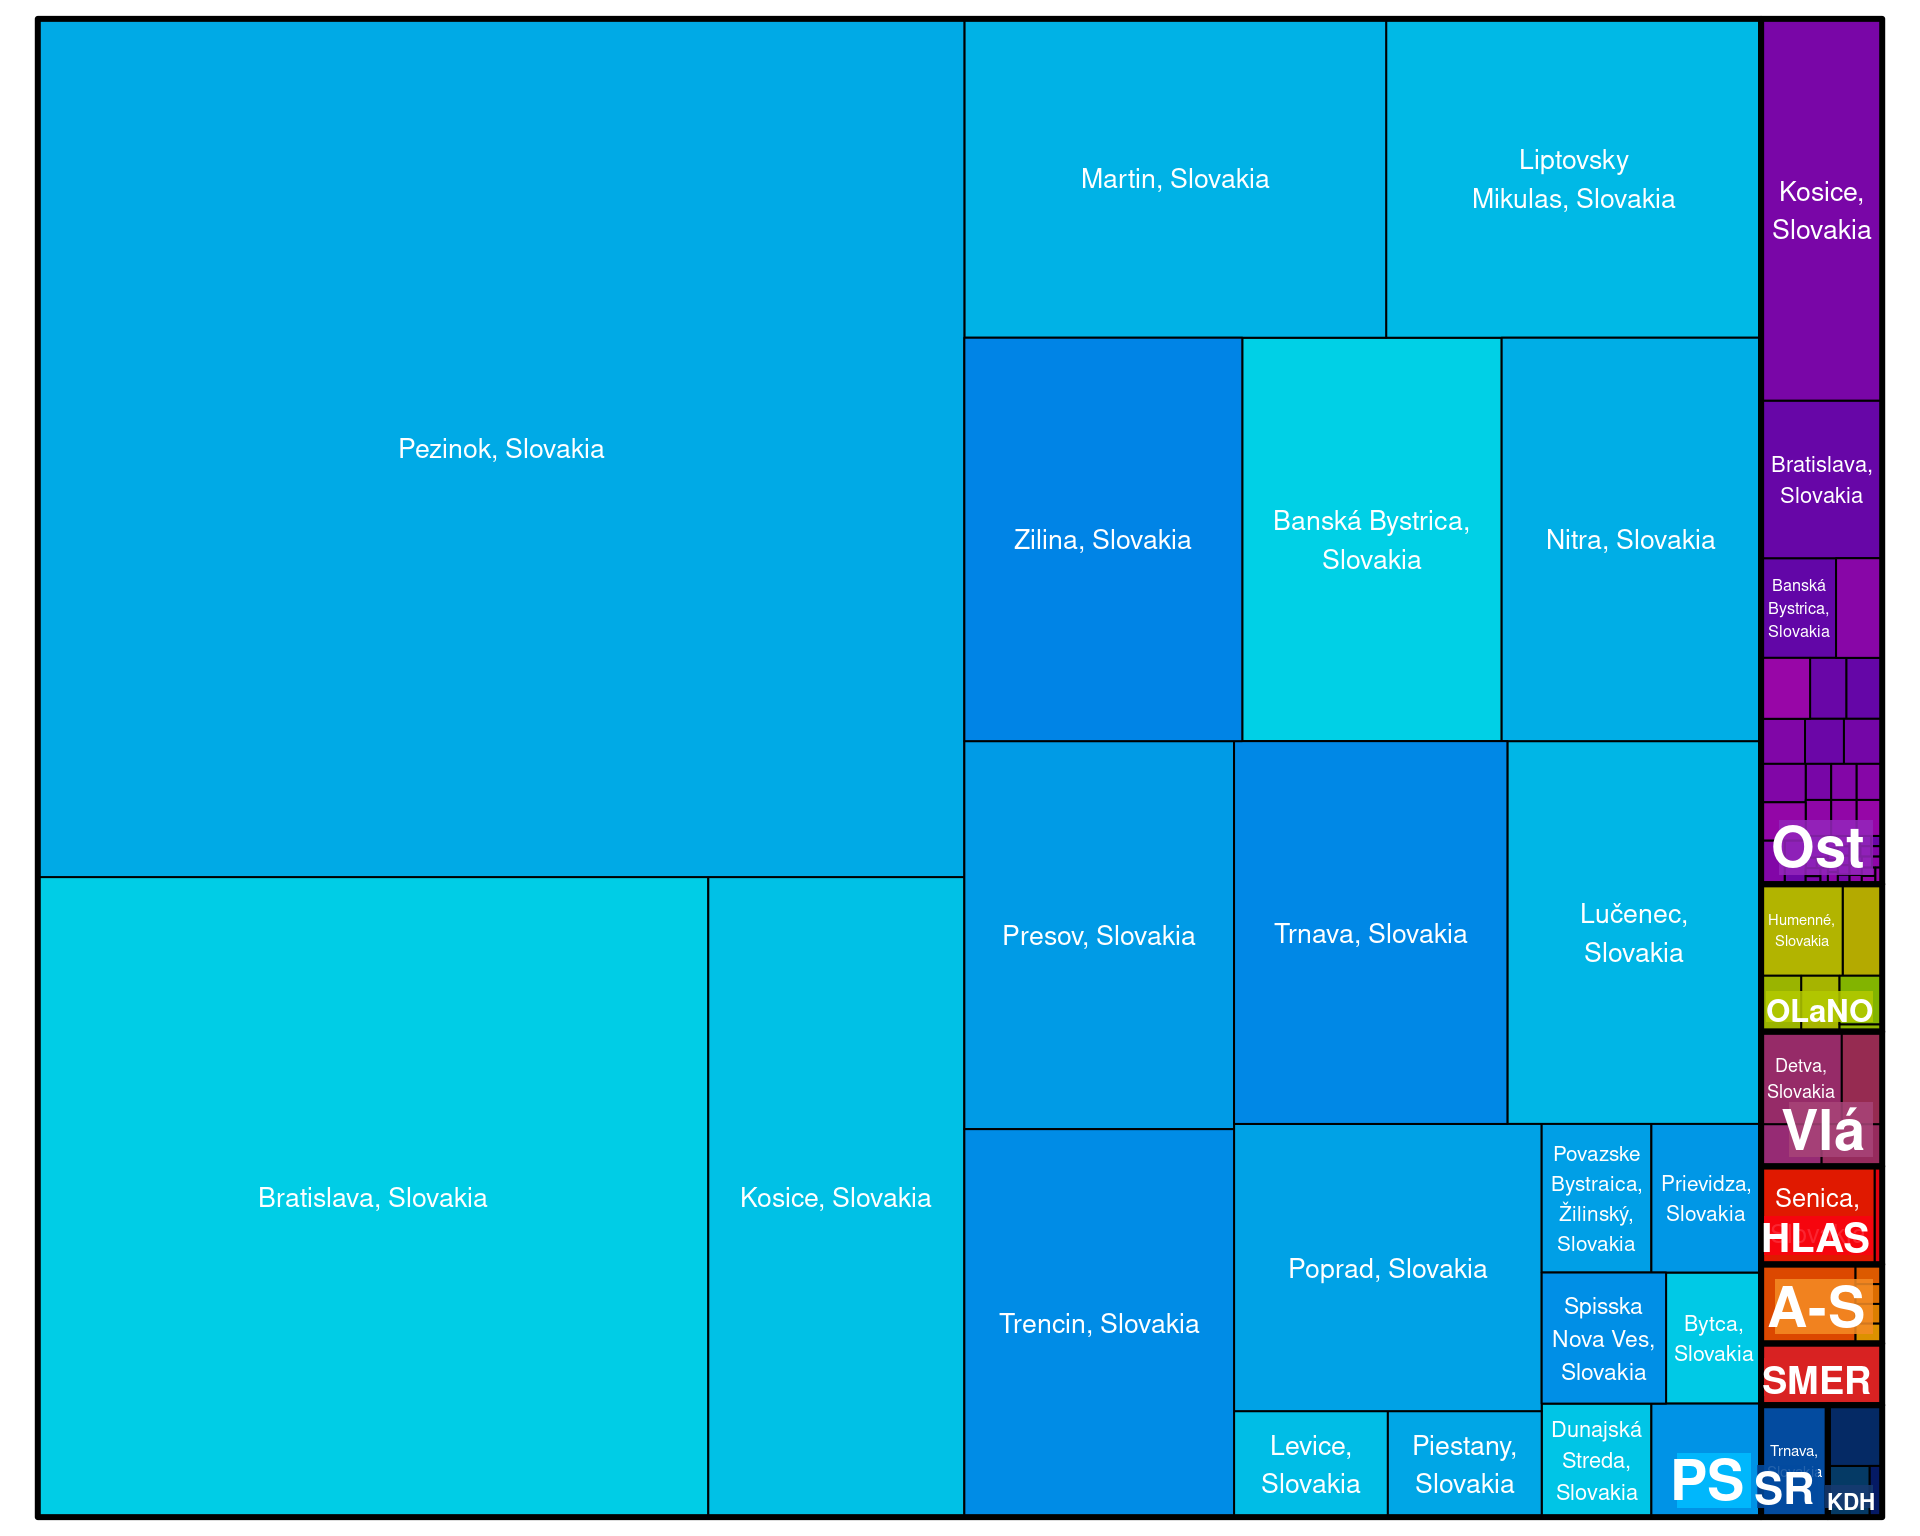 Pezinok, Slovakia
Martin, Slovakia
Liptovsky
Mikulas, Slovakia
Kosice,
Slovakia
Bratislava,
Slovakia
Zilina, Slovakia
Banská Bystrica,
Slovakia
Nitra, Slovakia
Banská
Bystrica,
Slovakia
Ost
Presov, Slovakia
Trnava, Slovakia
Lučenec,
Slovakia
Humenné,
Slovakia
OLaNO
Detva,
Slovakia
Vlá
Bratislava, Slovakia
Kosice, Slovakia
Trencin, Slovakia
Poprad, Slovakia
Povazske
Bystraica,
Žilinský,
Slovakia
Prievidza,
Slovakia
Senica,
HLAS
Spisska
Nova Ves,
Slovakia
Bytca,
Slovakia
A-S
SMER
Levice,
Slovakia
Piestany,
Slovakia
Dunajská
Streda,
Slovakia
PS
Trnava,
SR
KDH